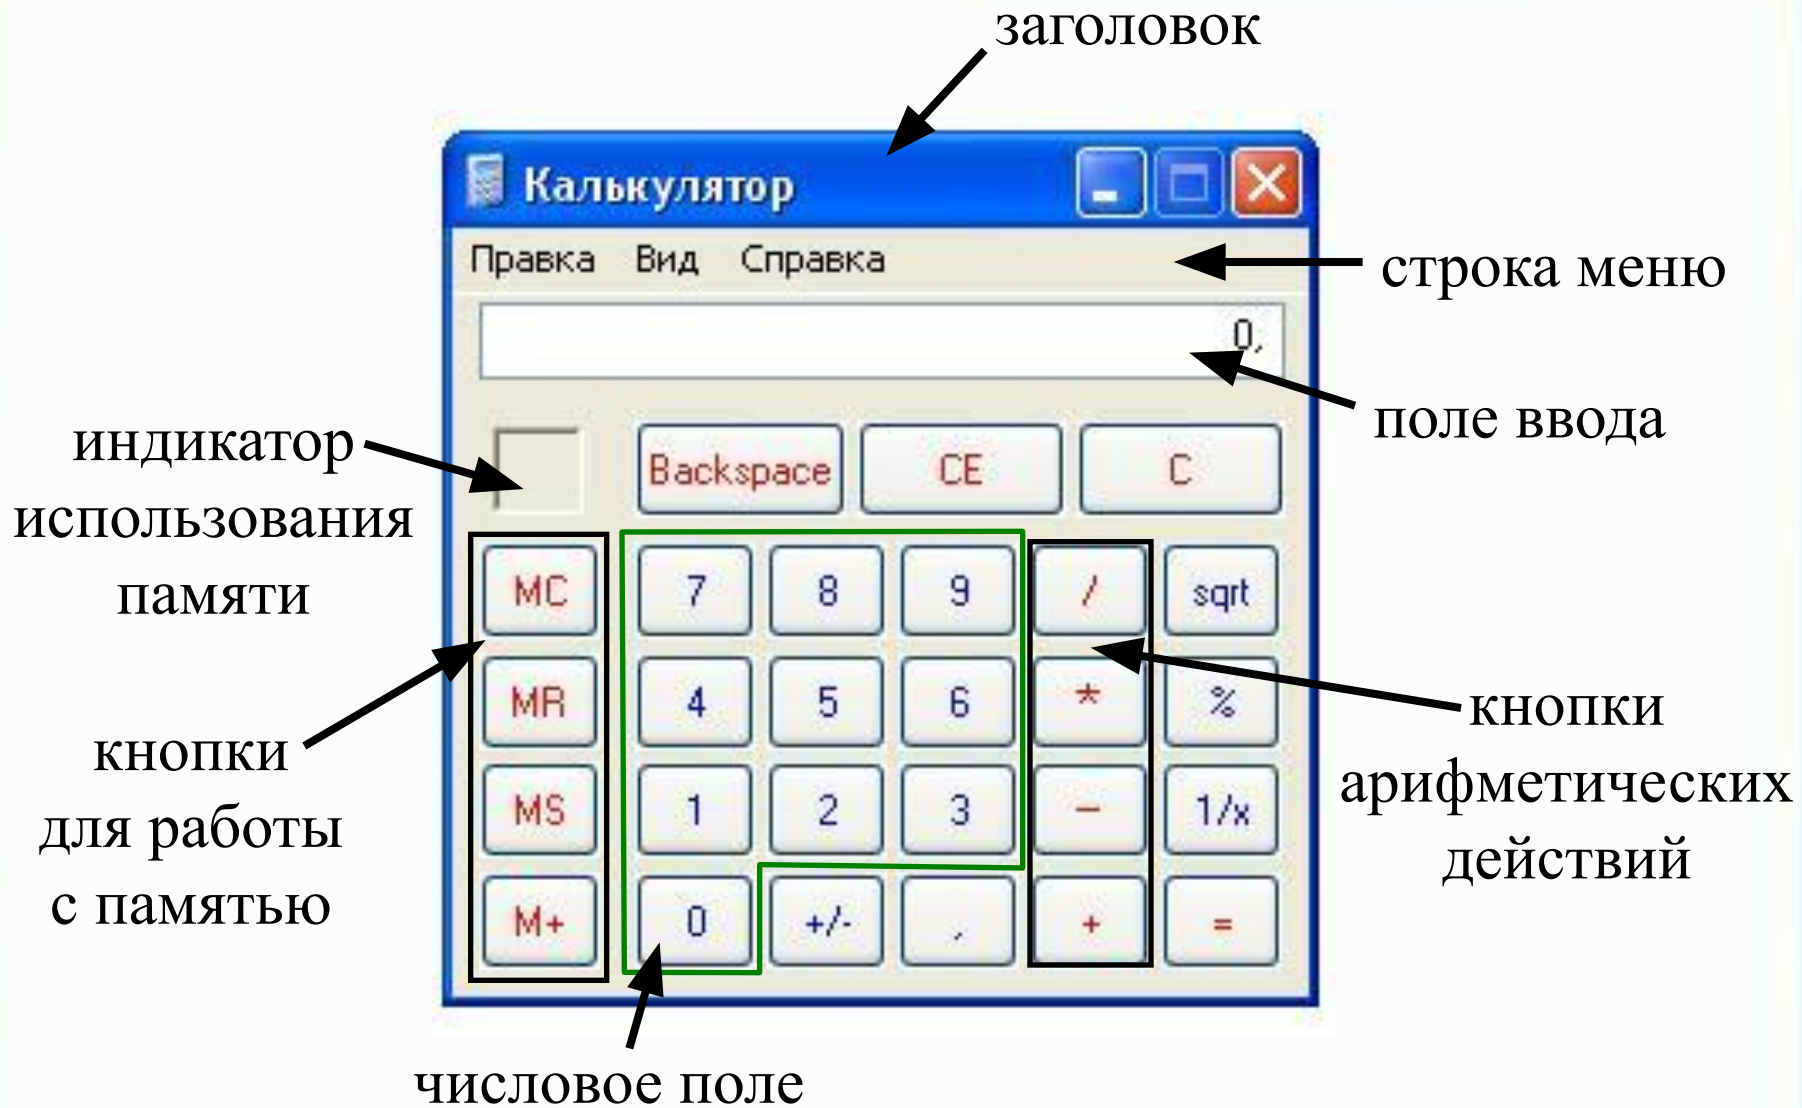 заголовок
Калькулятор
Правка Вид Справка
строка меню
0,
поле ввода
индикатор
использования
памяти
Backspace CE C
MC 7 8 9 / sqrt
MR 4 5 6 * %
MS 1 2 3 – 1/x
M+ 0 +/- , + =
кнопки
для работы
с памятью
кнопки
арифметических
действий
числовое поле